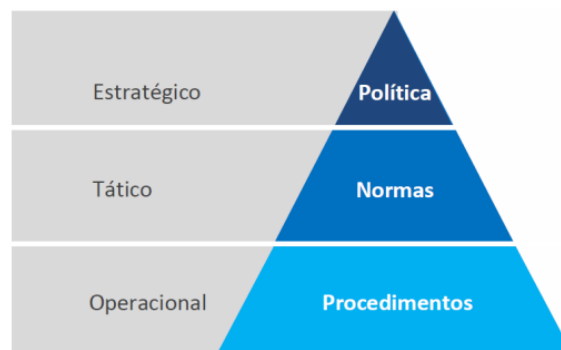 Estratégico
Política
Tático
Normas
Operacional
Procedimentos